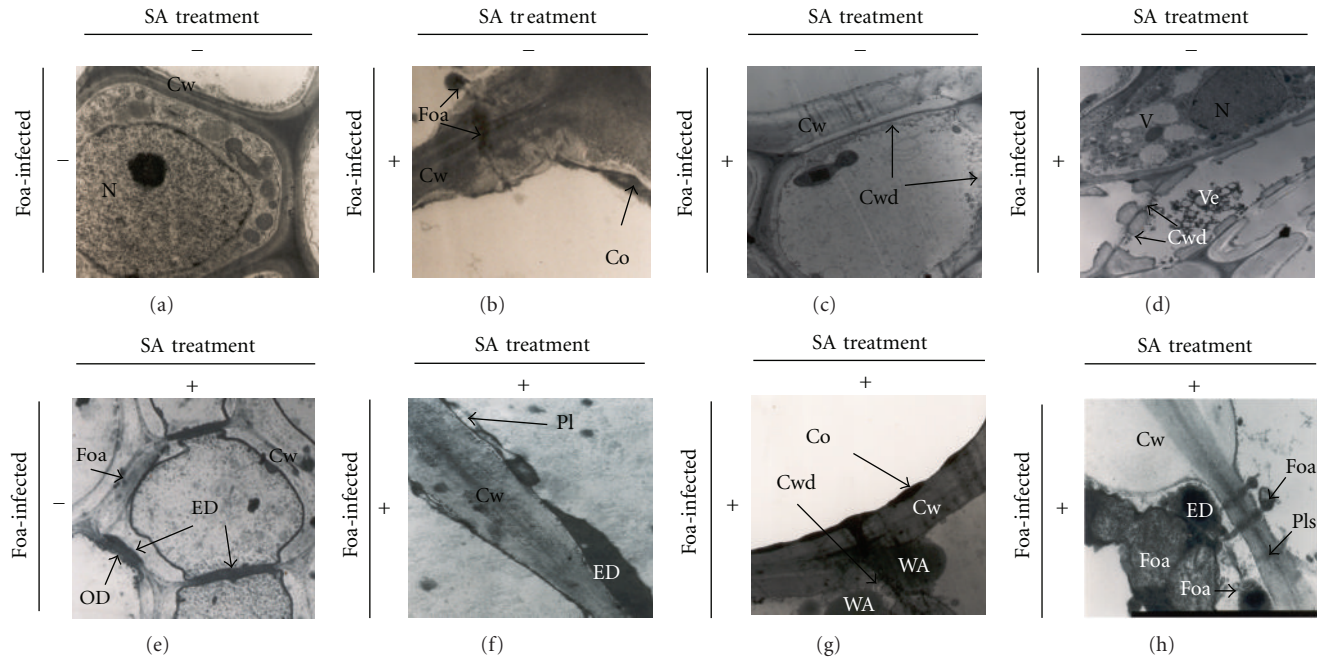 SA treatment
−
Foa-infected
−
Cw
N
(a)
SA treatment
−
Foa-infected
+
Foa
Cw
Co
(b)
SA treatment
−
Foa-infected
+
Cw
Cwd
(c)
SA treatment
−
Foa-infected
+
N
V
Ve
Cwd
(d)
SA treatment
+
Foa-infected
−
Foa
Cw
ED
OD
(e)
SA treatment
+
Foa-infected
+
Pl
Cw
ED
(f)
SA treatment
+
Foa-infected
+
Co
Cwd
Cw
WA
WA
(g)
SA treatment
+
Foa-infected
+
Cw
Foa
ED
Pls
Foa
Foa
(h)